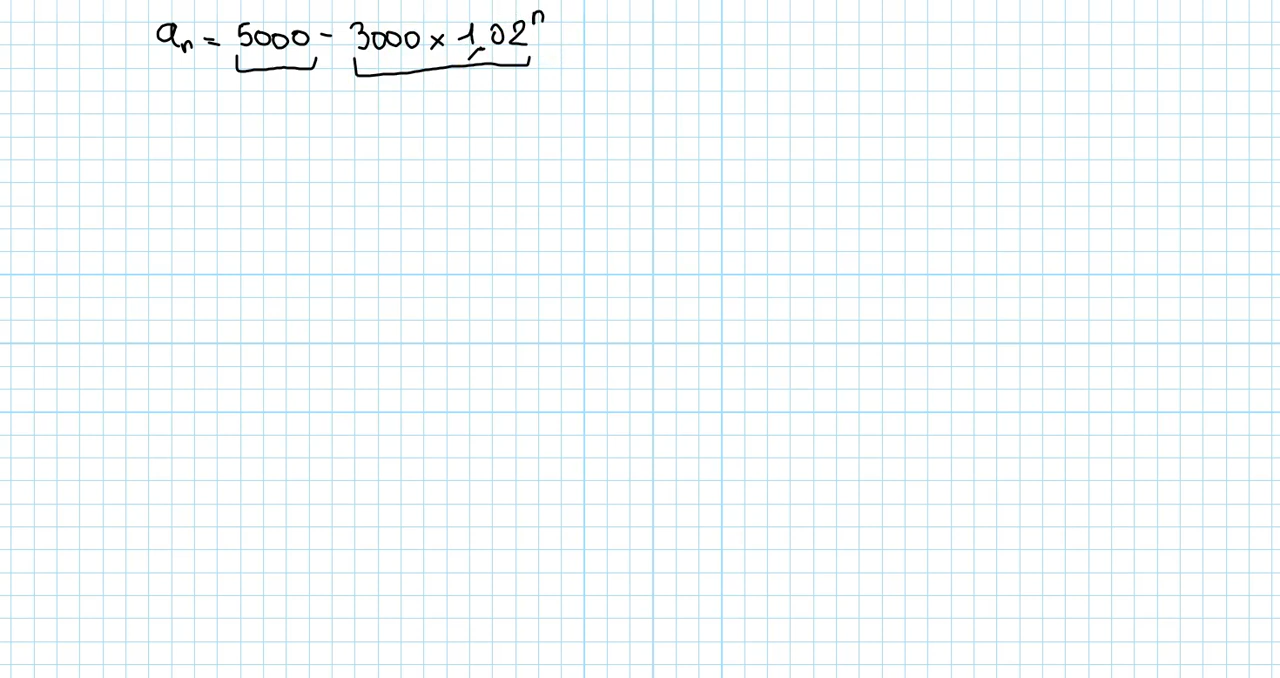 aₙ = 5000 - 3000 × 1,02ⁿ